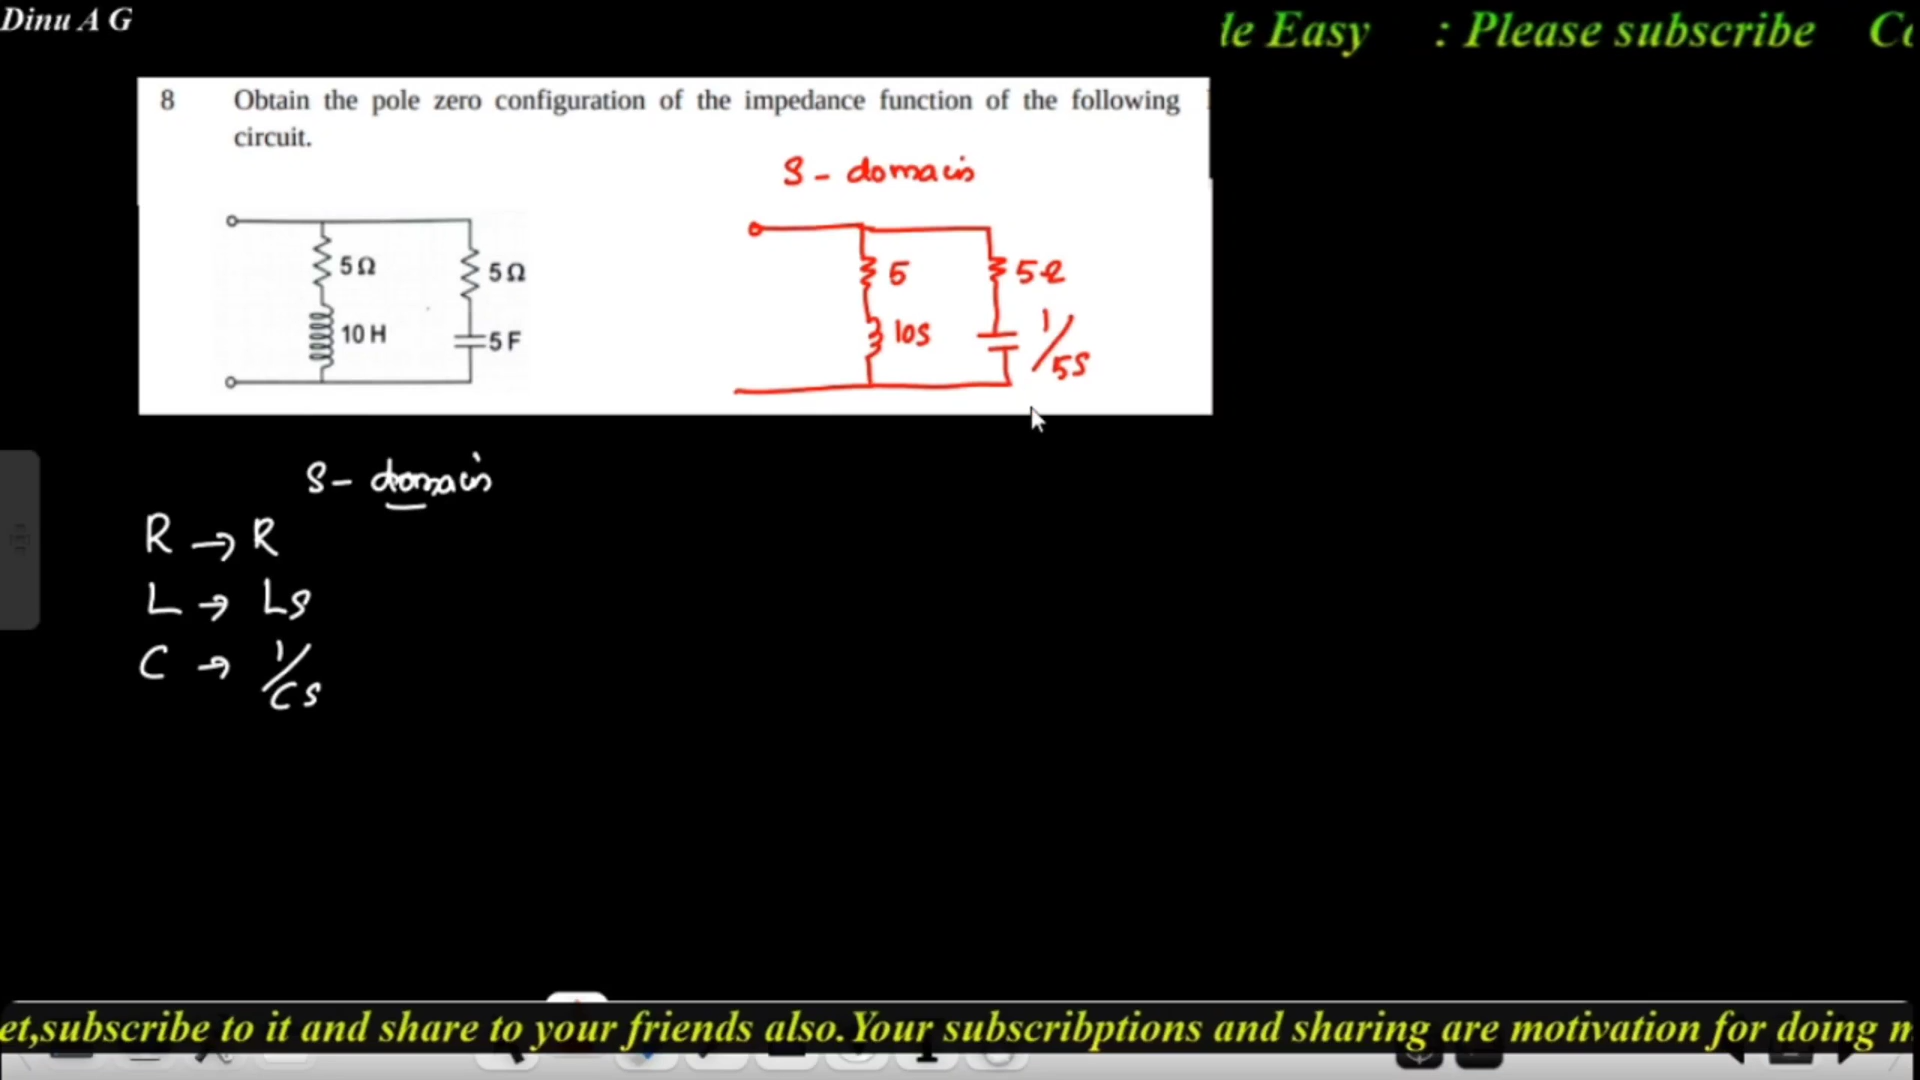 Dinu A G
le Easy : Please subscribe
8 Obtain the pole zero configuration of the impedance function of the following
circuit.
S - domain
5Ω
5Ω
10 H
5 F
5
5Ω
10S
1/5S
S - domain
R → R
L → LS
C → 1/CS
et,subscribe to it and share to your friends also.Your subscribptions and sharing are motivation for doing